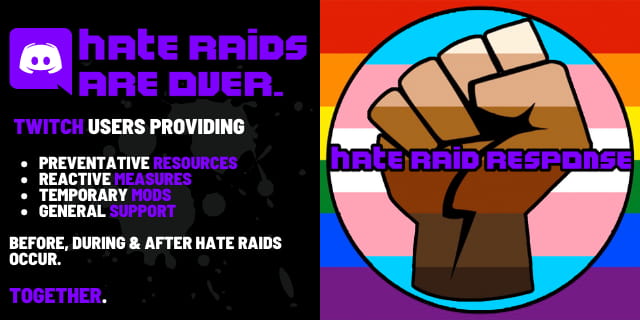 HATE RAIDS
ARE OVER.
TWITCH USERS PROVIDING
• PREVENTATIVE RESOURCES
• REACTIVE MEASURES
• TEMPORARY MODS
• GENERAL SUPPORT
BEFORE, DURING & AFTER HATE RAIDS
OCCUR.
TOGETHER.
HATE RAID RESPONSE